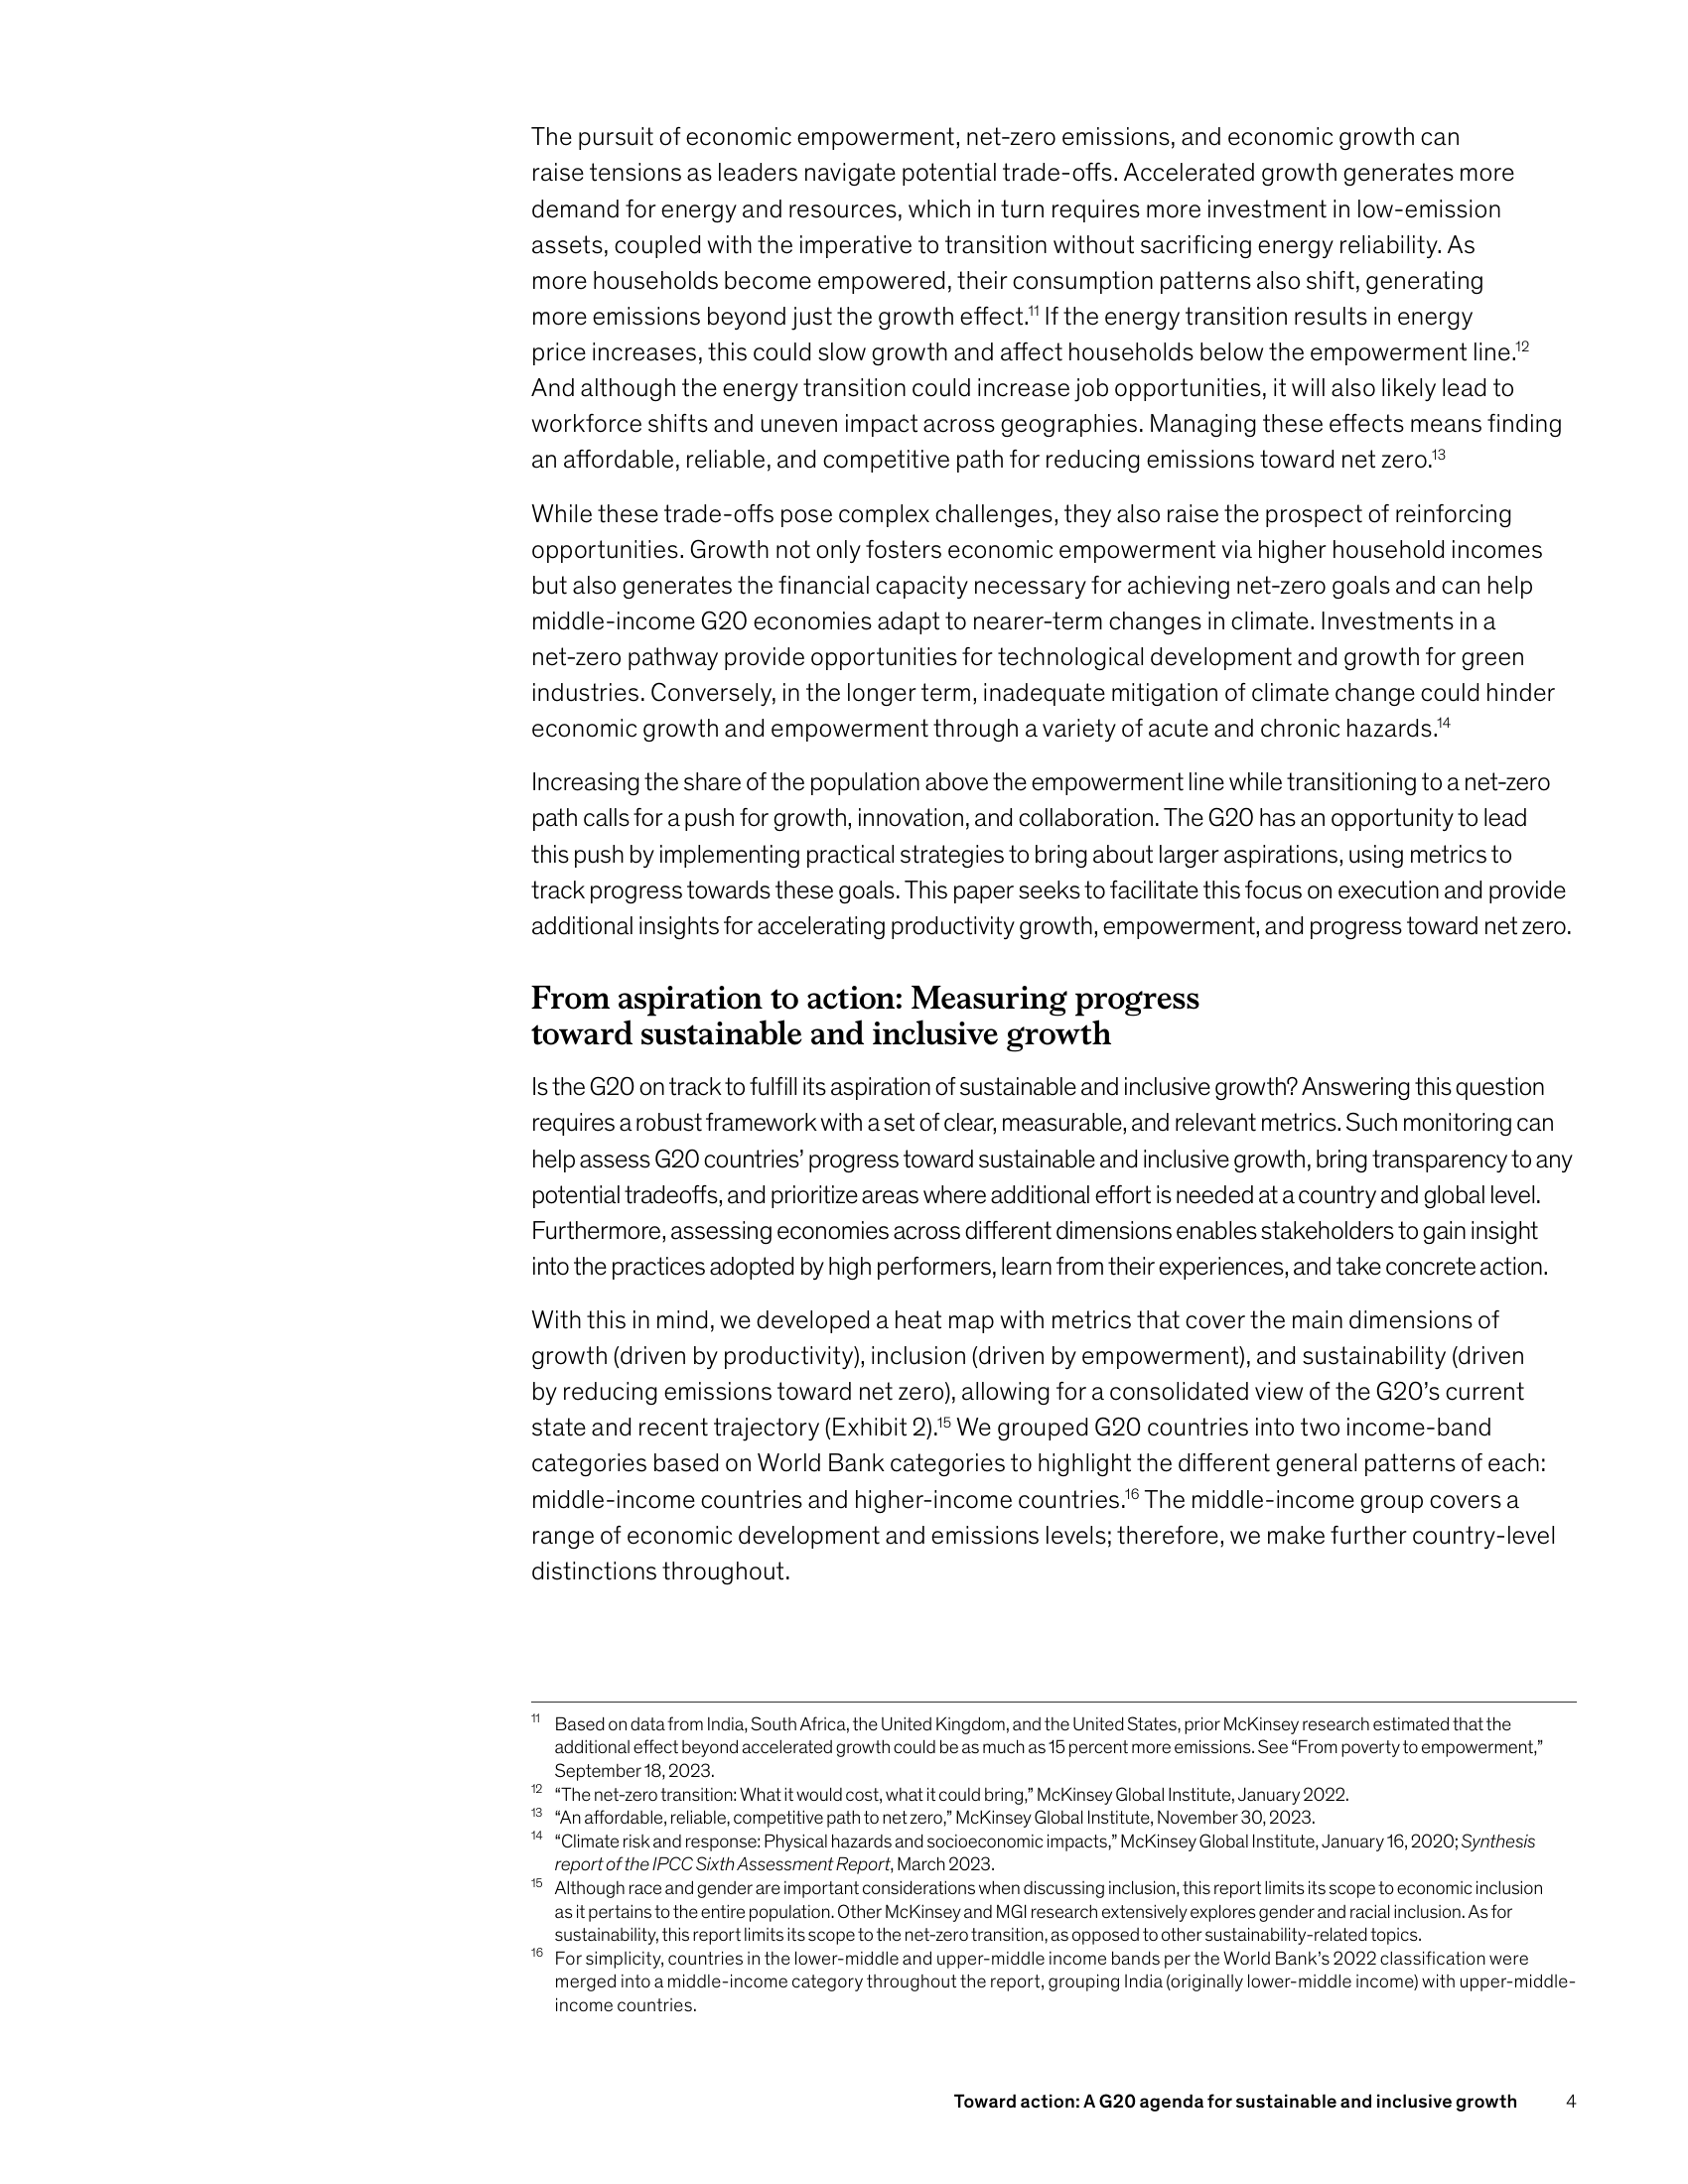 The pursuit of economic empowerment, net-zero emissions, and economic growth can
raise tensions as leaders navigate potential trade-offs. Accelerated growth generates more
demand for energy and resources, which in turn requires more investment in low-emission
assets, coupled with the imperative to transition without sacrificing energy reliability. As
more households become empowered, their consumption patterns also shift, generating
more emissions beyond just the growth effect.11 If the energy transition results in energy
price increases, this could slow growth and affect households below the empowerment line.12
And although the energy transition could increase job opportunities, it will also likely lead to
workforce shifts and uneven impact across geographies. Managing these effects means finding
an affordable, reliable, and competitive path for reducing emissions toward net zero.13
While these trade-offs pose complex challenges, they also raise the prospect of reinforcing
opportunities. Growth not only fosters economic empowerment via higher household incomes
but also generates the financial capacity necessary for achieving net-zero goals and can help
middle-income G20 economies adapt to nearer-term changes in climate. Investments in a
net-zero pathway provide opportunities for technological development and growth for green
industries. Conversely, in the longer term, inadequate mitigation of climate change could hinder
economic growth and empowerment through a variety of acute and chronic hazards.14
Increasing the share of the population above the empowerment line while transitioning to a net-zero
path calls for a push for growth, innovation, and collaboration. The G20 has an opportunity to lead
this push by implementing practical strategies to bring about larger aspirations, using metrics to
track progress towards these goals. This paper seeks to facilitate this focus on execution and provide
additional insights for accelerating productivity growth, empowerment, and progress toward net zero.
From aspiration to action: Measuring progress
toward sustainable and inclusive growth
Is the G20 on track to fulfill its aspiration of sustainable and inclusive growth? Answering this question
requires a robust framework with a set of clear, measurable, and relevant metrics. Such monitoring can
help assess G20 countries' progress toward sustainable and inclusive growth, bring transparency to any
potential tradeoffs, and prioritize areas where additional effort is needed at a country and global level.
Furthermore, assessing economies across different dimensions enables stakeholders to gain insight
into the practices adopted by high performers, learn from their experiences, and take concrete action.
With this in mind, we developed a heat map with metrics that cover the main dimensions of
growth (driven by productivity), inclusion (driven by empowerment), and sustainability (driven
by reducing emissions toward net zero), allowing for a consolidated view of the G20's current
state and recent trajectory (Exhibit 2).15 We grouped G20 countries into two income-band
categories based on World Bank categories to highlight the different general patterns of each:
middle-income countries and higher-income countries.16 The middle-income group covers a
range of economic development and emissions levels; therefore, we make further country-level
distinctions throughout.
11 Based on data from India, South Africa, the United Kingdom, and the United States, prior McKinsey research estimated that the
additional effect beyond accelerated growth could be as much as 15 percent more emissions. See “From poverty to empowerment,”
September 18, 2023.
12 “The net-zero transition: What it would cost, what it could bring,” McKinsey Global Institute, January 2022.
13 “An affordable, reliable, competitive path to net zero,” McKinsey Global Institute, November 30, 2023.
14 “Climate risk and response: Physical hazards and socioeconomic impacts,” McKinsey Global Institute, January 16, 2020; Synthesis
report of the IPCC Sixth Assessment Report, March 2023.
15 Although race and gender are important considerations when discussing inclusion, this report limits its scope to economic inclusion
as it pertains to the entire population. Other McKinsey and MGI research extensively explores gender and racial inclusion. As for
sustainability, this report limits its scope to the net-zero transition, as opposed to other sustainability-related topics.
16 For simplicity, countries in the lower-middle and upper-middle income bands per the World Bank's 2022 classification were
merged into a middle-income category throughout the report, grouping India (originally lower-middle income) with upper-middle-
income countries.
Toward action: A G20 agenda for sustainable and inclusive growth 4